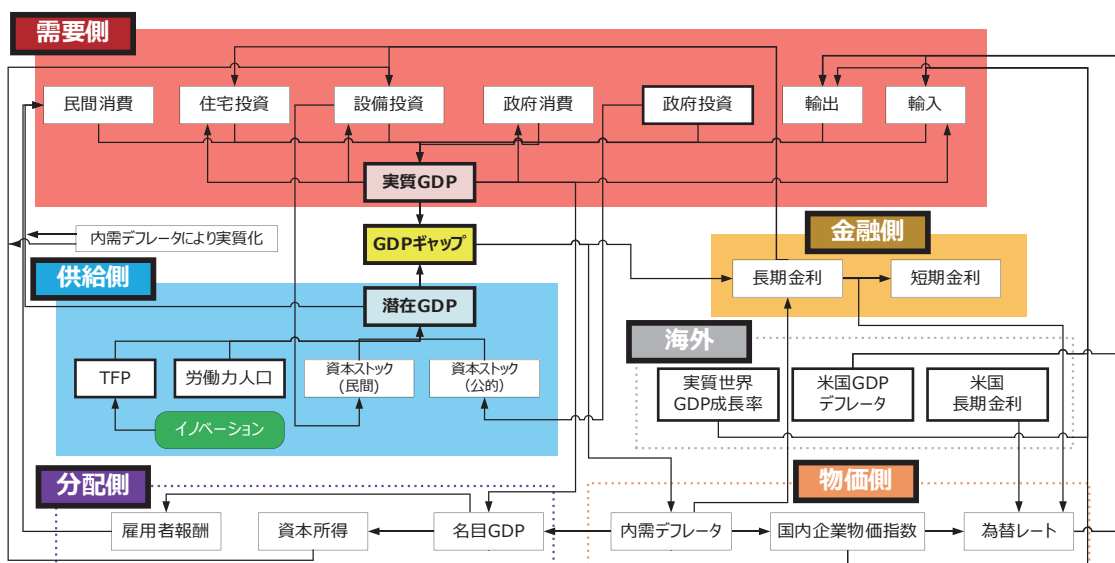 需要側
民間消費
住宅投資
設備投資
政府消費
政府投資
輸出
輸入
実質GDP
内需デフレータにより実質化
GDPギャップ
金融側
長期金利
短期金利
供給側
潜在GDP
TFP
労働力人口
資本ストック
(民間)
資本ストック
(公的)
イノベーション
海外
実質世界
GDP成長率
米国GDP
デフレータ
米国
長期金利
分配側
雇用者報酬
資本所得
名目GDP
物価側
内需デフレータ
国内企業物価指数
為替レート